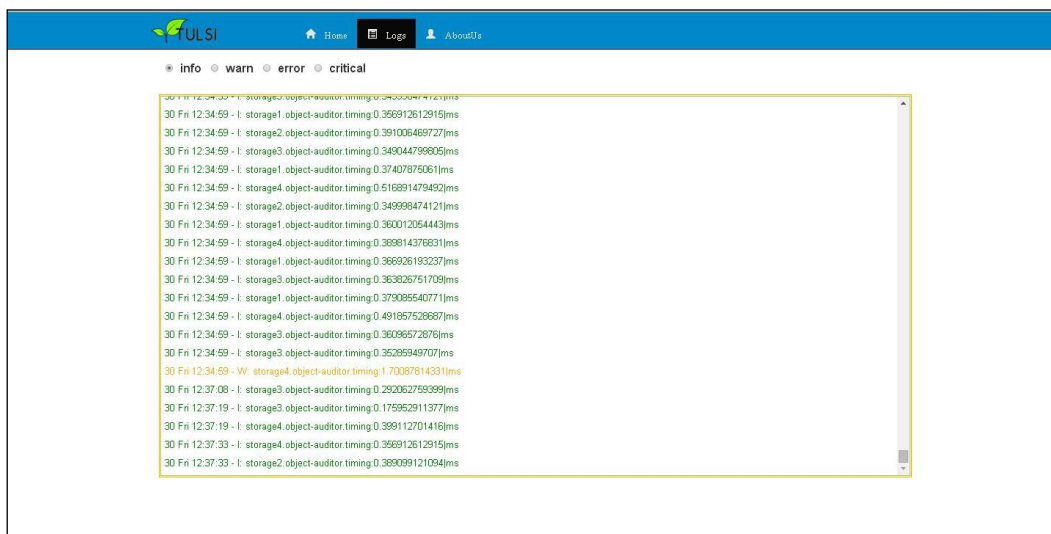 TULSI
Home Logs AboutUs
info warn error critical
30 Fri 12:34:59 - I: storage3.object-auditor.timing:0.349998474121|ms
30 Fri 12:34:59 - I: storage1.object-auditor.timing:0.356912612915|ms
30 Fri 12:34:59 - I: storage2.object-auditor.timing:0.391006469727|ms
30 Fri 12:34:59 - I: storage3.object-auditor.timing:0.349044799805|ms
30 Fri 12:34:59 - I: storage1.object-auditor.timing:0.37407875061|ms
30 Fri 12:34:59 - I: storage4.object-auditor.timing:0.516891479492|ms
30 Fri 12:34:59 - I: storage2.object-auditor.timing:0.349998474121|ms
30 Fri 12:34:59 - I: storage1.object-auditor.timing:0.360012054443|ms
30 Fri 12:34:59 - I: storage4.object-auditor.timing:0.389814376831|ms
30 Fri 12:34:59 - I: storage1.object-auditor.timing:0.366926193237|ms
30 Fri 12:34:59 - I: storage3.object-auditor.timing:0.363826751709|ms
30 Fri 12:34:59 - I: storage1.object-auditor.timing:0.379085540771|ms
30 Fri 12:34:59 - I: storage4.object-auditor.timing:0.491857528687|ms
30 Fri 12:34:59 - I: storage3.object-auditor.timing:0.36096572876|ms
30 Fri 12:34:59 - I: storage3.object-auditor.timing:0.35285949707|ms
30 Fri 12:34:59 - W: storage4.object-auditor.timing:1.70087814331|ms
30 Fri 12:37:08 - I: storage3.object-auditor.timing:0.292062759399|ms
30 Fri 12:37:19 - I: storage3.object-auditor.timing:0.175952911377|ms
30 Fri 12:37:19 - I: storage4.object-auditor.timing:0.399112701416|ms
30 Fri 12:37:33 - I: storage4.object-auditor.timing:0.356912612915|ms
30 Fri 12:37:33 - I: storage2.object-auditor.timing:0.389099121094|ms